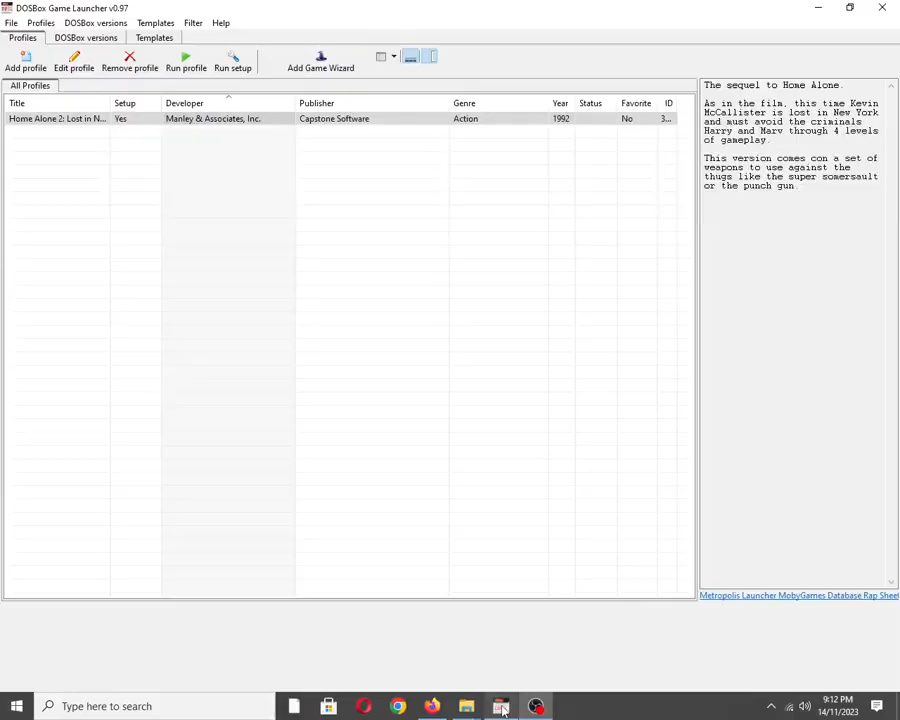 DOSBox Game Launcher v0.97
File Profiles DOSBox versions Templates Filter Help
Profiles DOSBox versions Templates
Add profile Edit profile Remove profile Run profile Run setup Add Game Wizard
All Profiles
Title Setup Developer Publisher Genre Year Status Favorite ID
Home Alone 2: Lost in N... Yes Manley & Associates, Inc. Capstone Software Action 1992 No 3...
The sequel to Home Alone.
As in the film, this time Kevin
McCallister is lost in New York
and must avoid the criminals
Harry and Marv through 4 levels
of gameplay.
This version comes con a set of
weapons to use against the
thugs like the super somersault
or the punch gun.
Metropolis Launcher MobyGames Database Rap Sheet
Type here to search
9:12 PM
14/11/2023